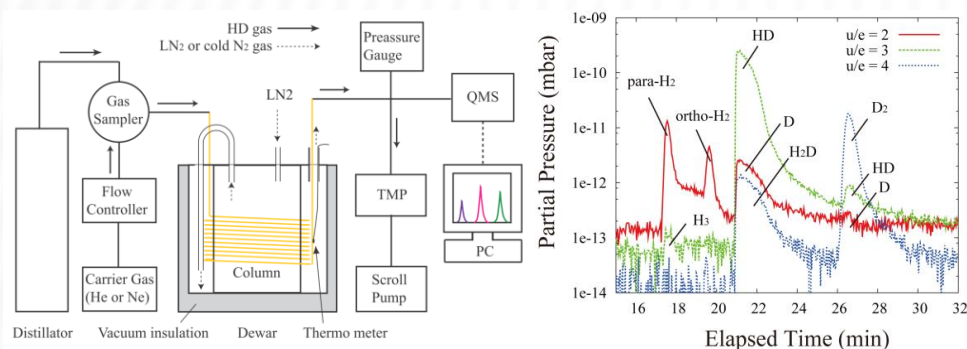 HD gas
LN2 or cold N2 gas
Preassure
Gauge
Gas
Sampler
LN2
QMS
Flow
Controller
TMP
PC
Carrier Gas
(He or Ne)
Column
Scroll
Pump
Distillator
Vacuum insulation
Dewar
Thermo meter
Partial Pressure (mbar)
1e-09
1e-10
1e-11
1e-12
1e-13
1e-14
u/e = 2
u/e = 3
u/e = 4
HD
para-H2
ortho-H2
D
D2
H2D
HD
D
H3
16 18 20 22 24 26 28 30 32
Elapsed Time (min)